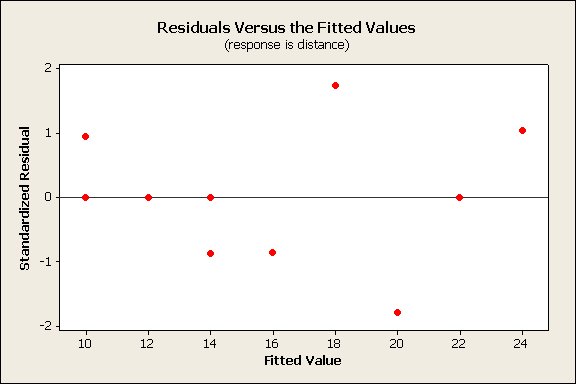 Residuals Versus the Fitted Values
(response is distance)
Standardized Residual
2
1
0
-1
-2
10 12 14 16 18 20 22 24
Fitted Value